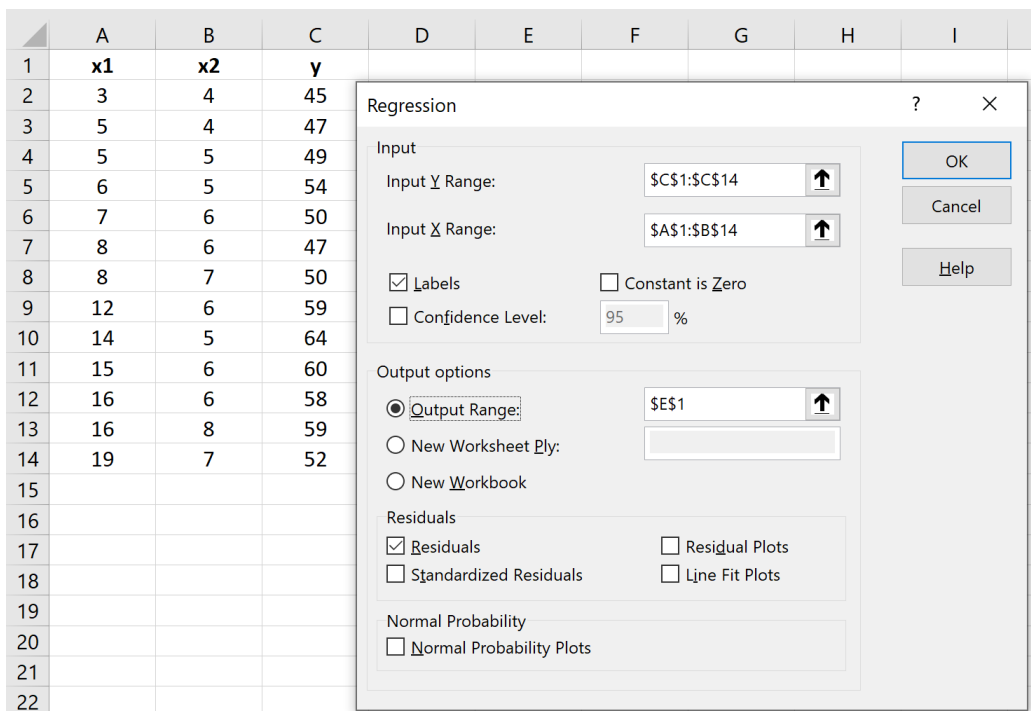 A B C D E F G H I
1 x1 x2 y
2 3 4 45
3 5 4 47
4 5 5 49
5 6 5 54
6 7 6 50
7 8 6 47
8 8 7 50
9 12 6 59
10 14 5 64
11 15 6 60
12 16 6 58
13 16 8 59
14 19 7 52
15
16
17
18
19
20
21
22
Regression ?
Input
Input Y Range: $C$1:$C$14
Input X Range: $A$1:$B$14
Labels Constant is Zero
Confidence Level: 95 %
OK
Cancel
Help
Output options
Output Range: $E$1
New Worksheet Ply:
New Workbook
Residuals
Residuals Residual Plots
Standardized Residuals Line Fit Plots
Normal Probability
Normal Probability Plots